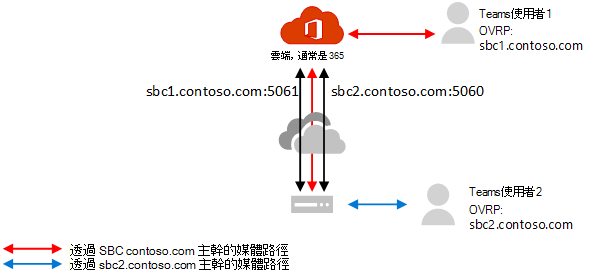 Teams使用者1
OVRP:
sbc1.contoso.com
雲端, 通常是 365
sbc1.contoso.com:5061
sbc2.contoso.com:5060
Teams使用者2
OVRP:
sbc2.contoso.com
透過 SBC contoso.com 主幹的媒體路徑
透過 sbc2.contoso.com 主幹的媒體路徑